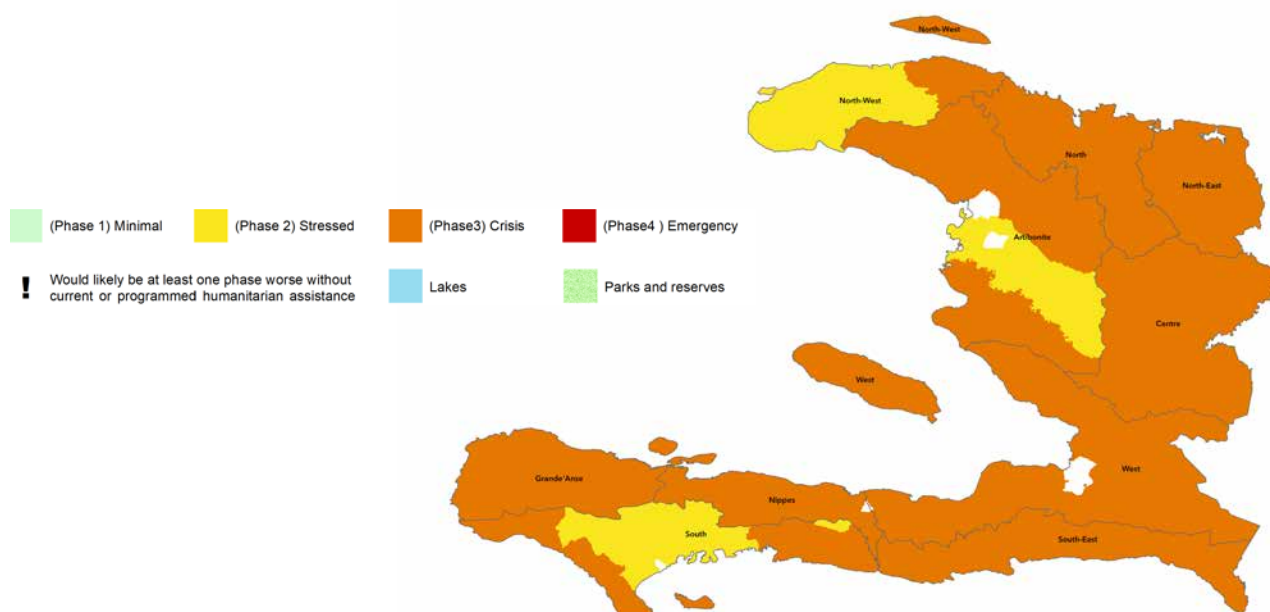 North-West
North-West
North
North-East
(Phase 1) Minimal
(Phase 2) Stressed
(Phase3) Crisis
(Phase4 ) Emergency
Artibonite
! Would likely be at least one phase worse without
current or programmed humanitarian assistance
Lakes
Parks and reserves
Centre
West
West
Grande'Anse
Nippes
South
South-East